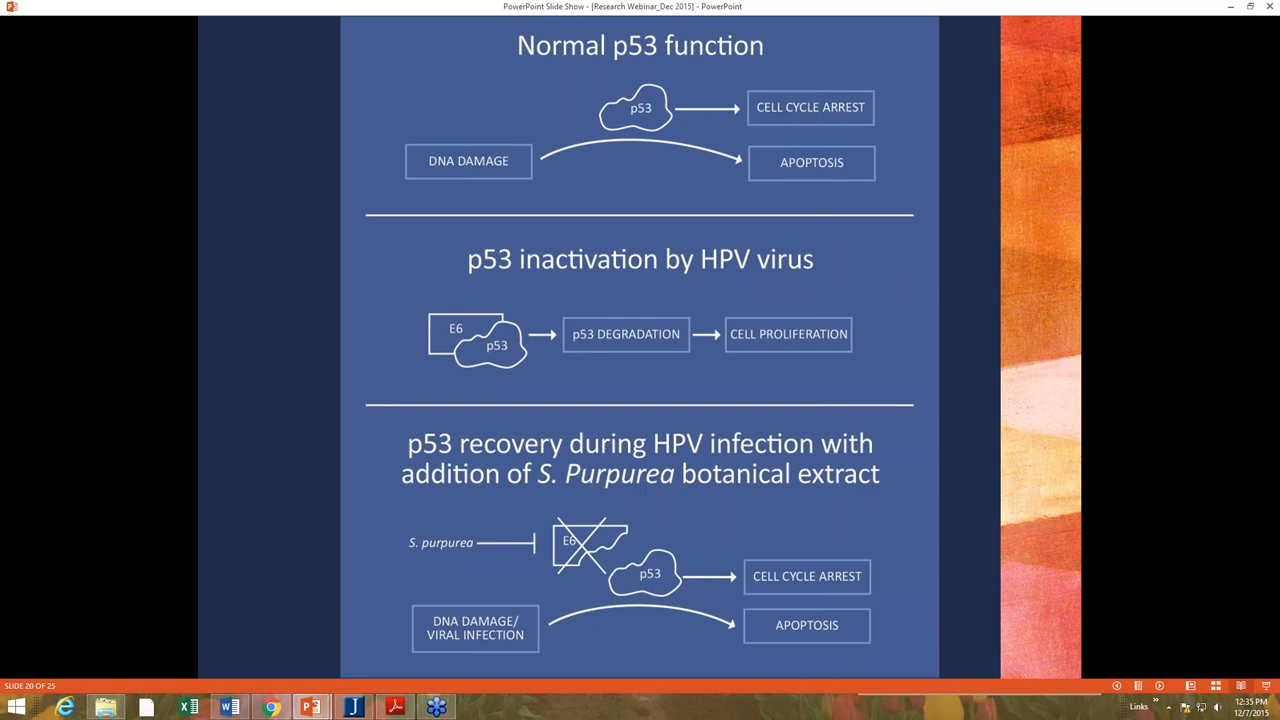 PowerPoint Slide Show - [Research Webinar_Dec 2015] - PowerPoint
Normal p53 function
p53
CELL CYCLE ARREST
DNA DAMAGE
APOPTOSIS
p53 inactivation by HPV virus
E6
p53
p53 DEGRADATION
CELL PROLIFERATION
p53 recovery during HPV infection with
addition of S. Purpurea botanical extract
S. purpurea
E6
p53
CELL CYCLE ARREST
DNA DAMAGE/
VIRAL INFECTION
APOPTOSIS
SLIDE 20 OF 25
Links
»
12:35 PM
12/7/2015